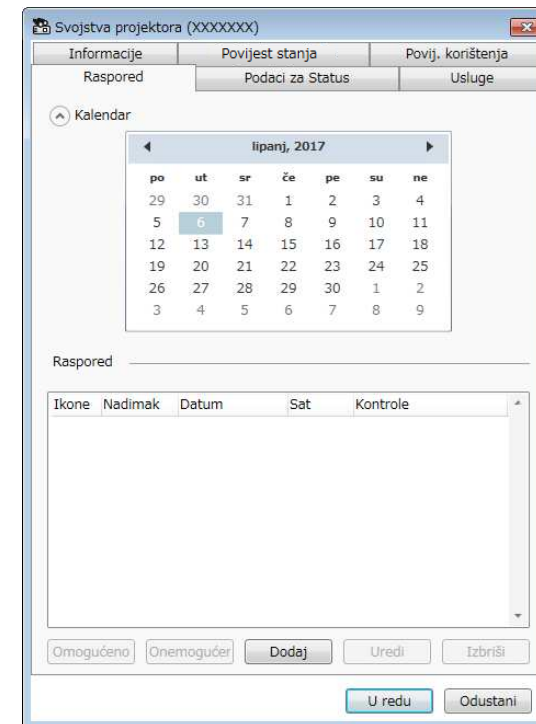 Svojstva projektora (XXXXXXX)
Informacije Povijest stanja Povij. korištenja
Raspored Podaci za Status Usluge
Kalendar
lipanj, 2017
po ut sr če pe su ne
29 30 31 1 2 3 4
5 6 7 8 9 10 11
12 13 14 15 16 17 18
19 20 21 22 23 24 25
26 27 28 29 30 1 2
3 4 5 6 7 8 9
Raspored
Ikone Nadimak Datum Sat Kontrole
Omogućeno Onemogućer Dodaj Uredi Izbriši
U redu Odustani